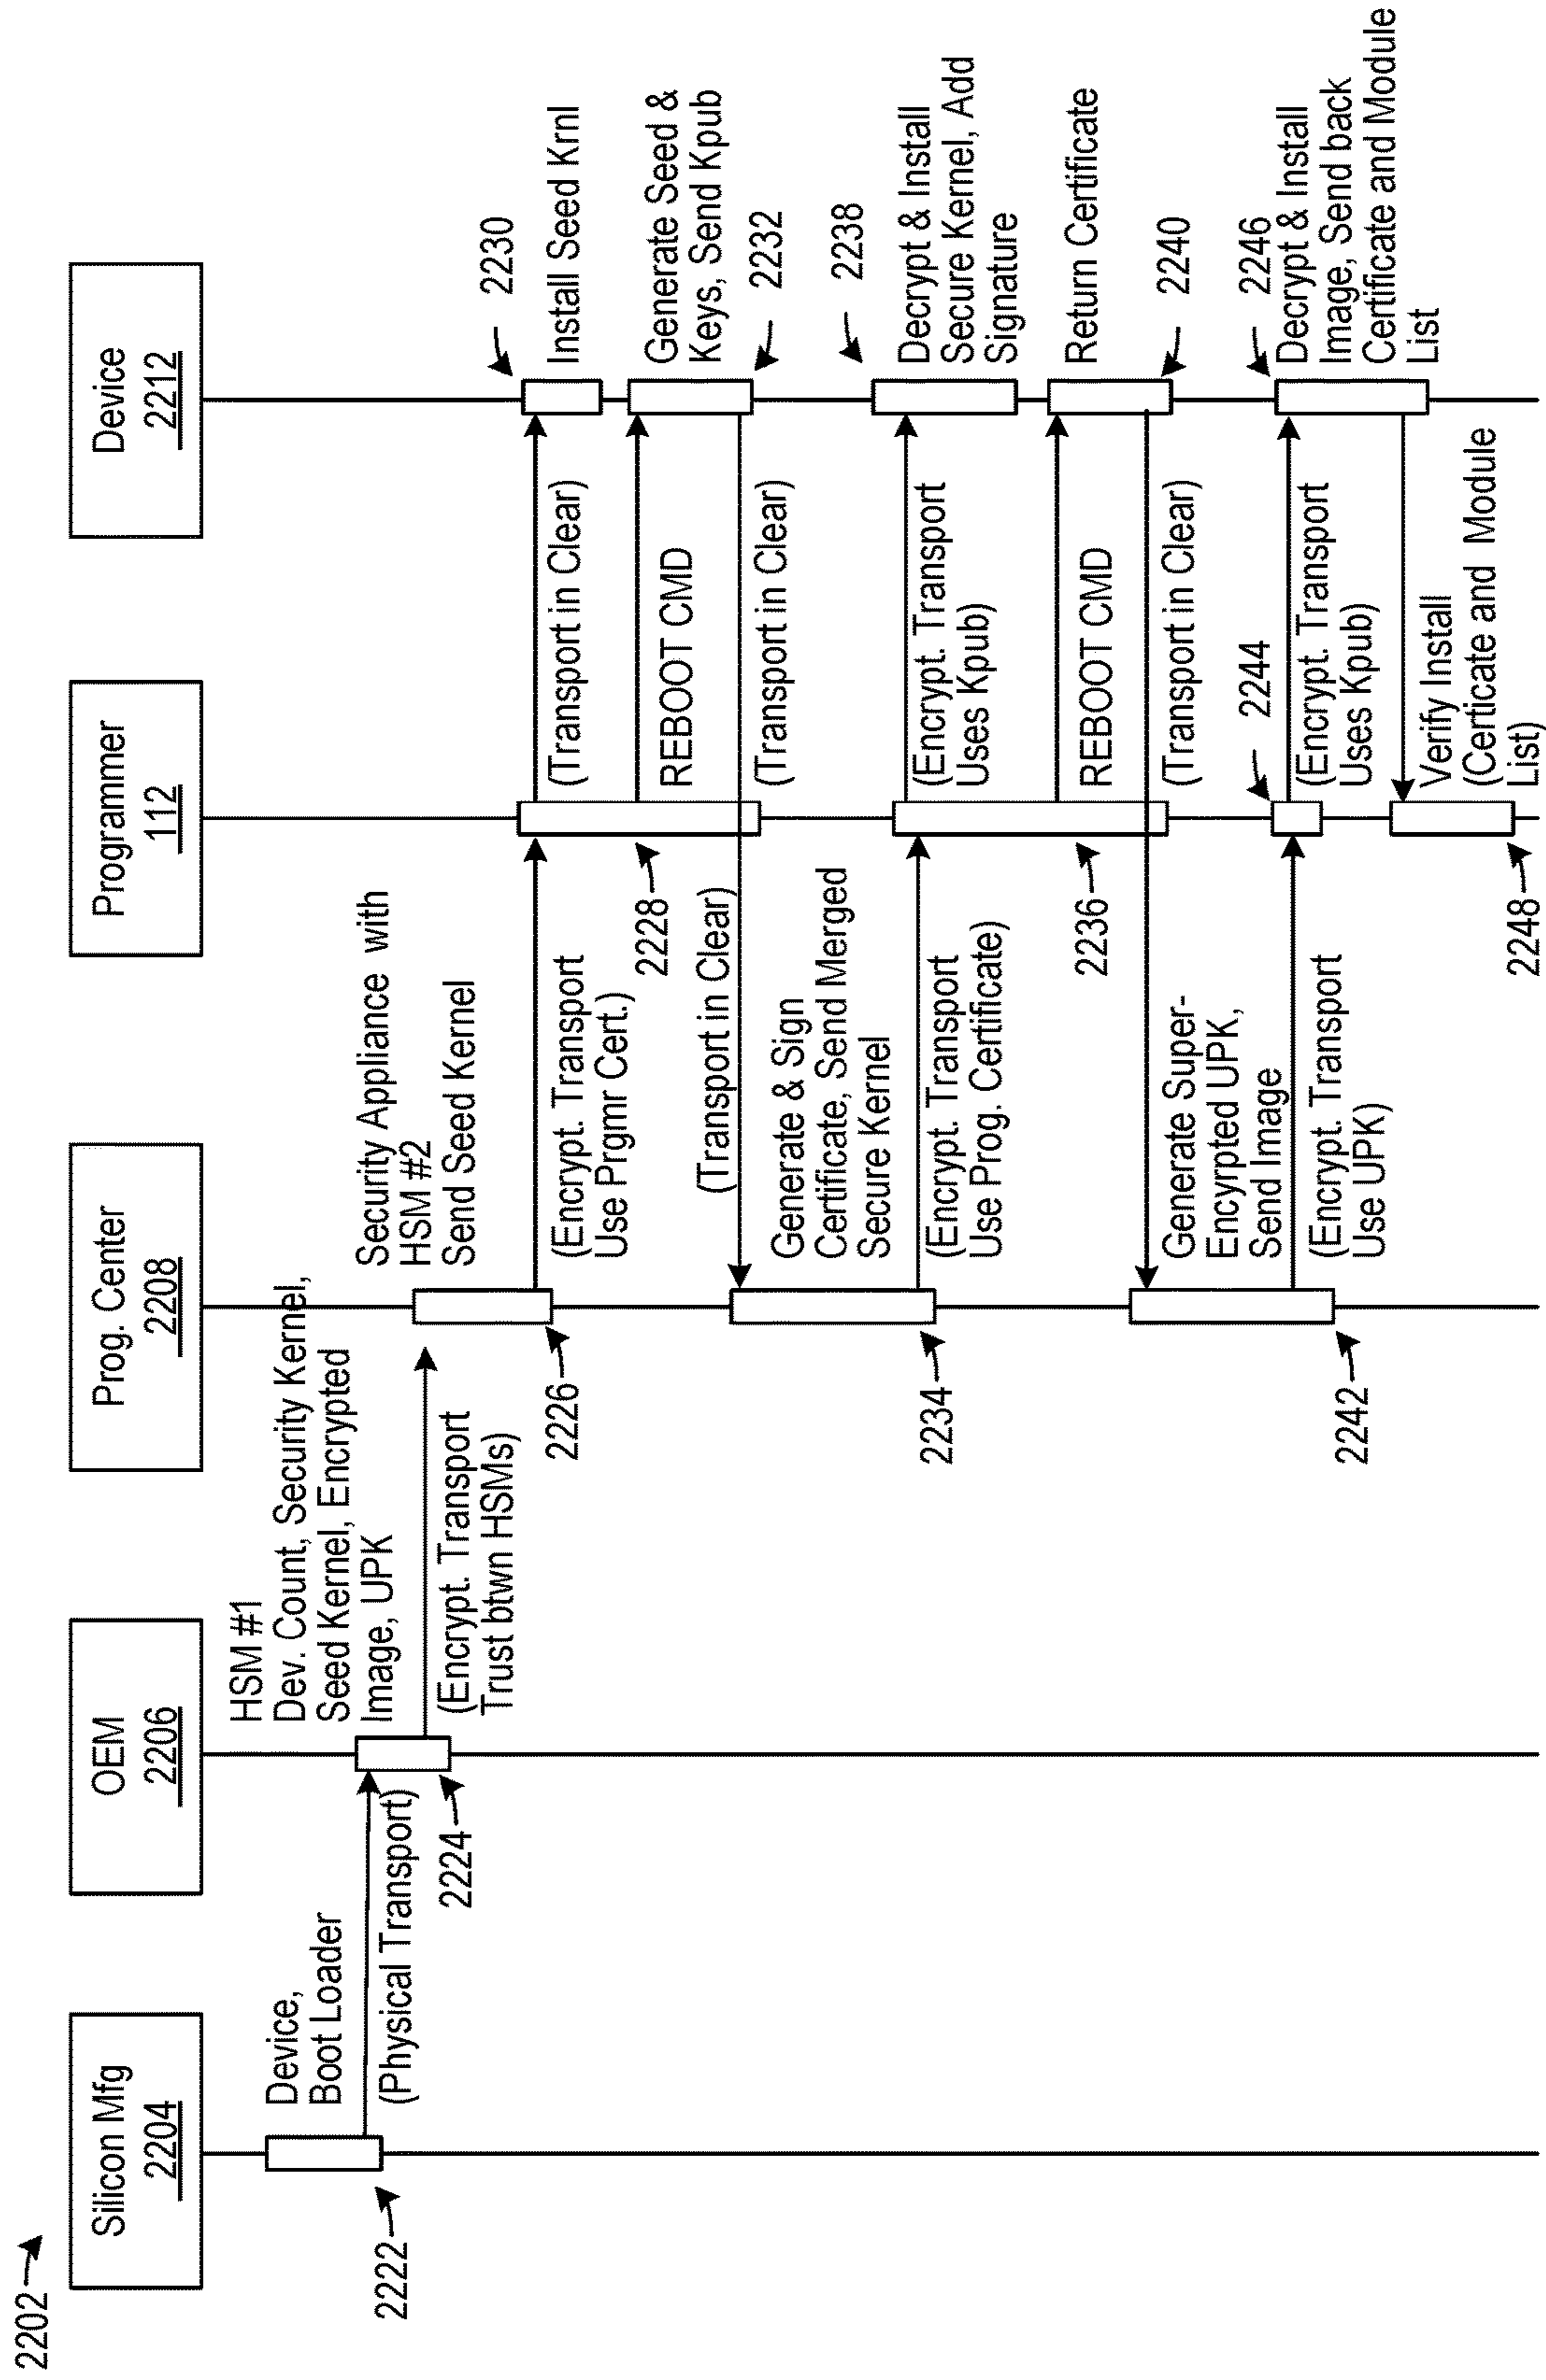 2202
Silicon Mfg
2204
OEM
2206
Prog. Center
2208
Programmer
112
Device
2212
Device,
Boot Loader
(Physical Transport)
2222
HSM #1
Dev. Count, Security Kernel,
Seed Kernel, Encrypted
Image, UPK
(Encrypt. Transport
Trust btwn HSMs)
2224
Security Appliance with
HSM #2
Send Seed Kernel
(Encrypt. Transport
Use Prgmr Cert.)
2226
(Transport in Clear)
2228
REBOOT CMD
2230
Install Seed Krnl
Generate Seed &
Keys, Send Kpub
2232
(Transport in Clear)
(Transport in Clear)
Generate & Sign
Certificate, Send Merged
Secure Kernel
(Encrypt. Transport
Use Prog. Certificate)
2234
(Encrypt. Transport
Uses Kpub)
2236
REBOOT CMD
2238
Decrypt & Install
Secure Kernel, Add
Signature
Return Certificate
2240
(Transport in Clear)
Generate Super-
Encyrpted UPK,
Send Image
(Encrypt. Transport
Use UPK)
2242
2244
(Encrypt. Transport
Uses Kpub)
2246
Decrypt & Install
Image, Send back
Certificate and Module
List
Verify Install
(Certicate and Module
List)
2248